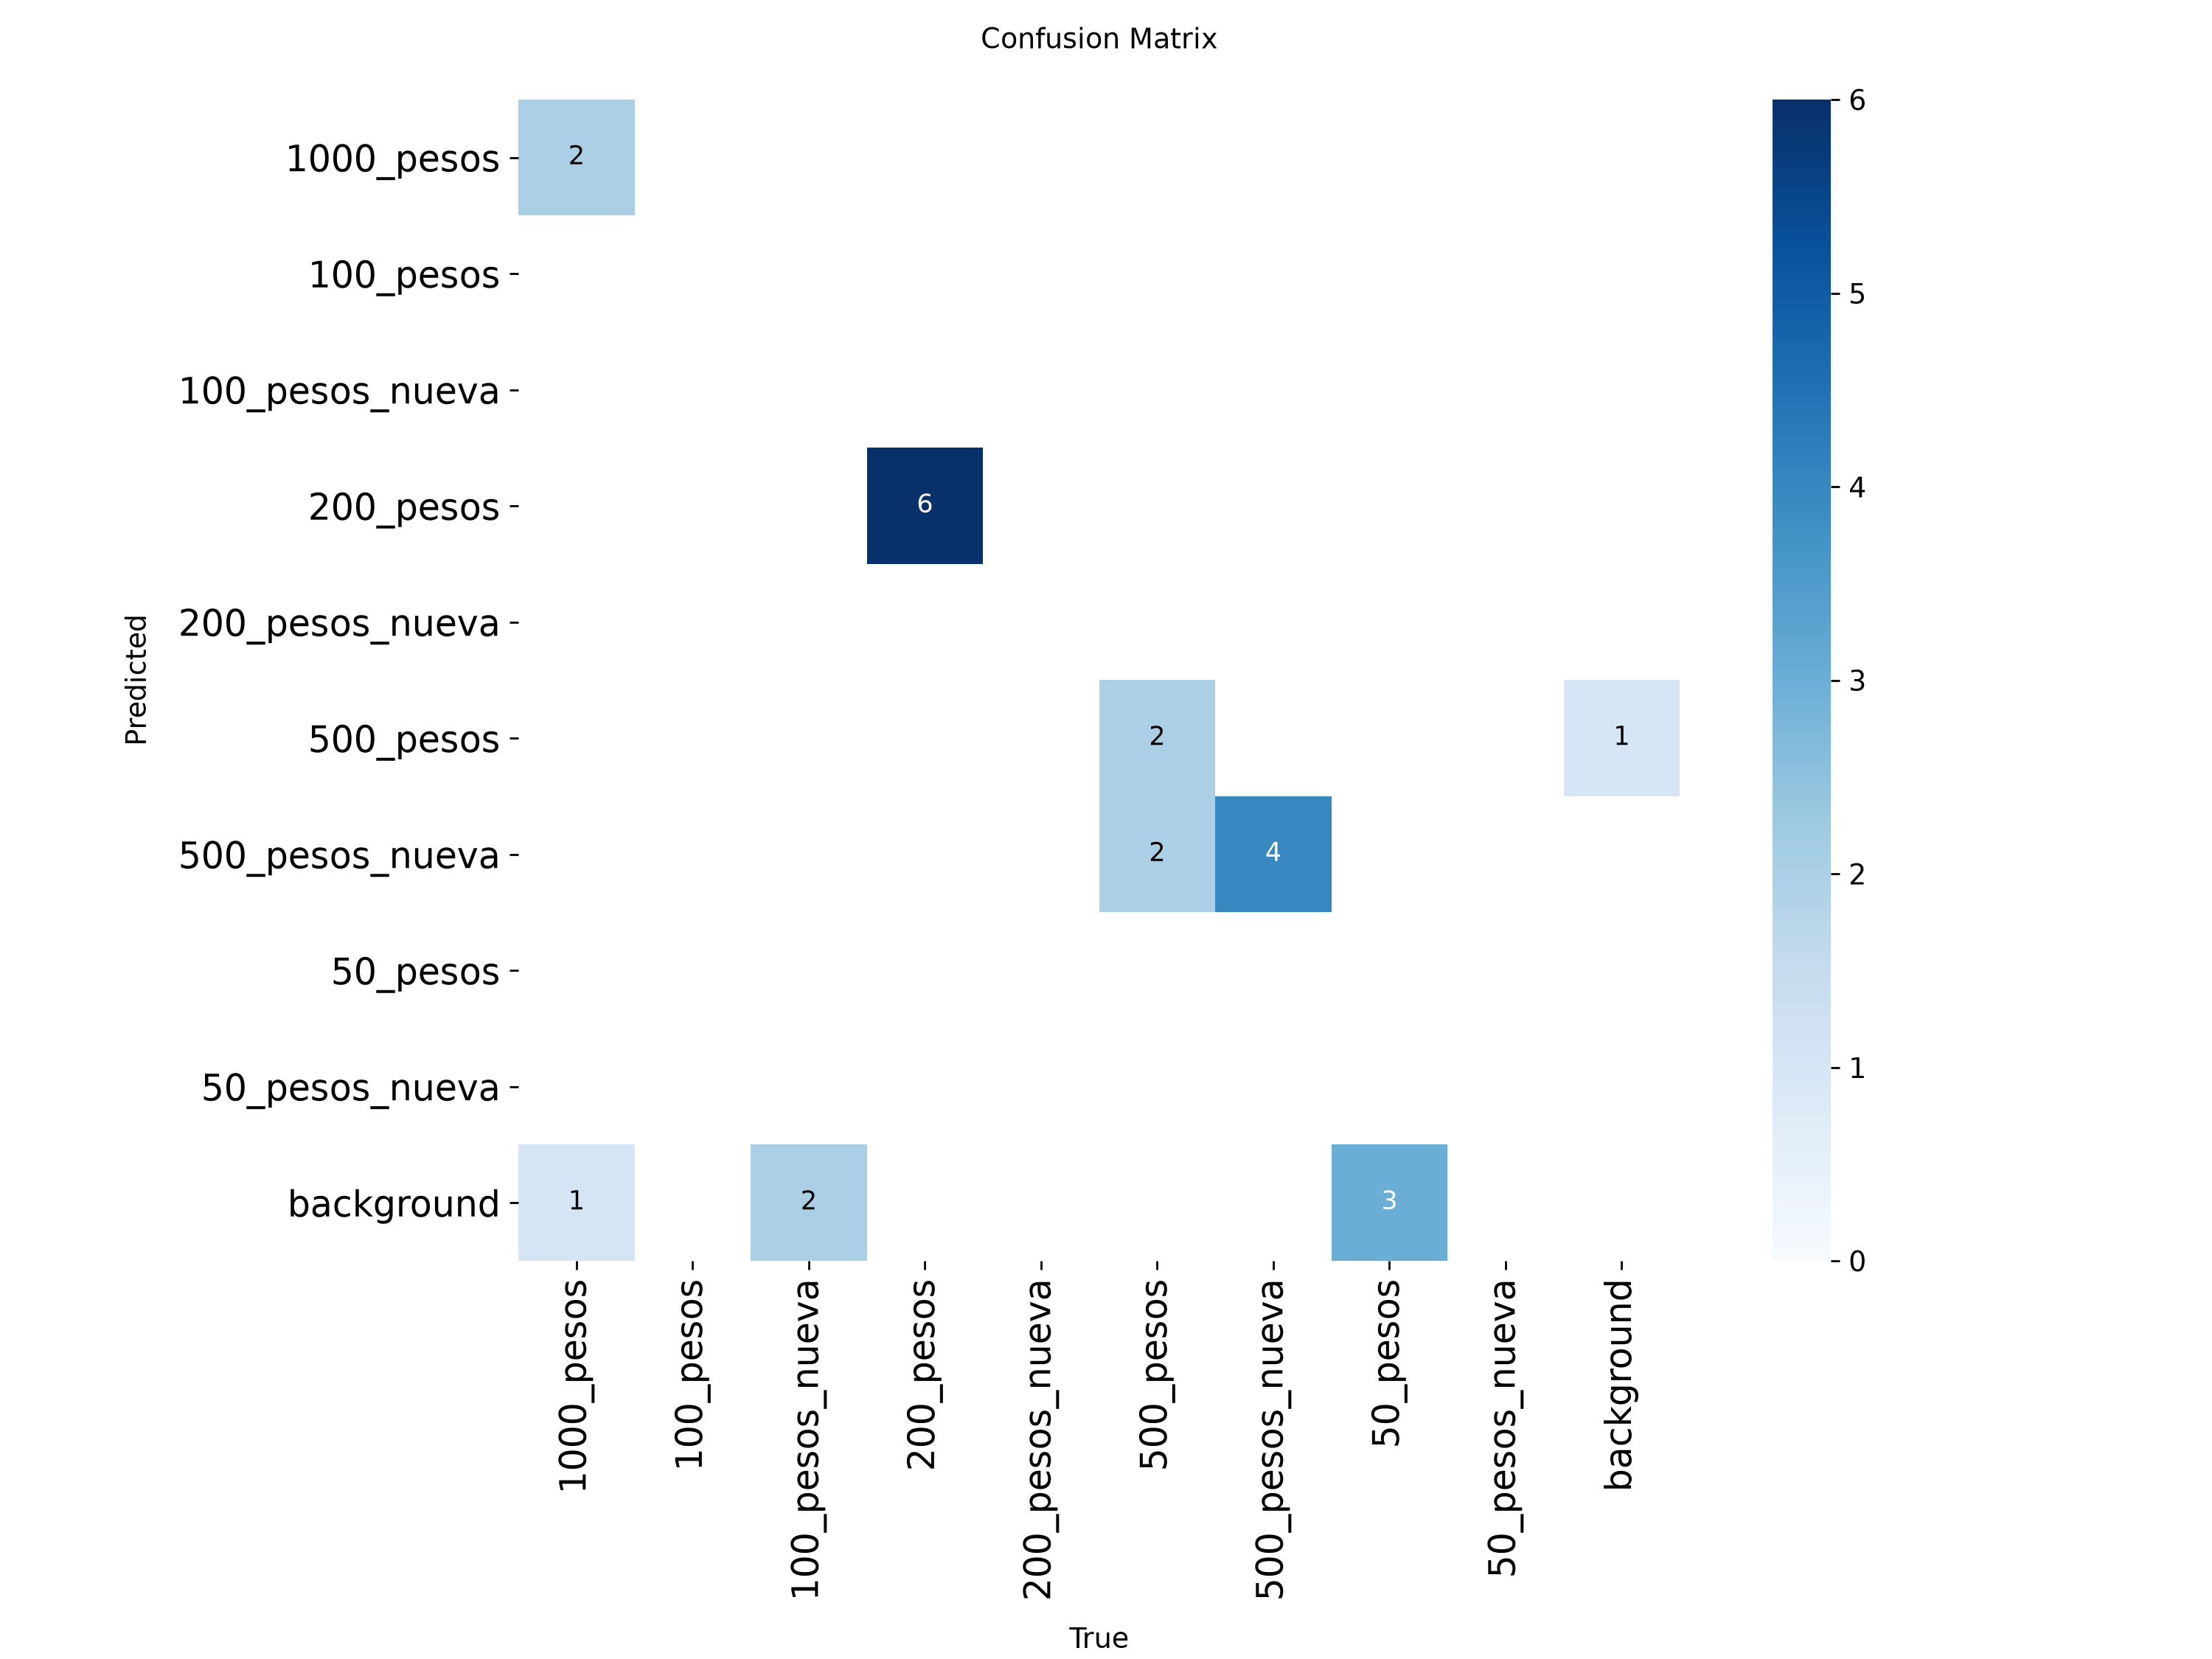 Confusion Matrix
1000_pesos
2
100_pesos
100_pesos_nueva
200_pesos
6
200_pesos_nueva
Predicted
500_pesos
2
1
500_pesos_nueva
2
4
50_pesos
50_pesos_nueva
background
1
2
3
1000_pesos
100_pesos
100_pesos_nueva
200_pesos
200_pesos_nueva
500_pesos
500_pesos_nueva
50_pesos
50_pesos_nueva
background
True
6
5
4
3
2
1
0